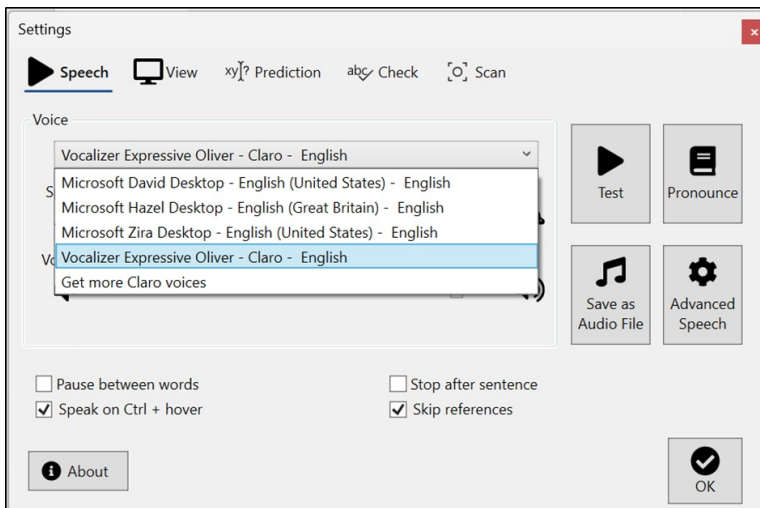 Settings
Speech View xy? Prediction abc Check Scan
Voice
Vocalizer Expressive Oliver - Claro - English
Microsoft David Desktop - English (United States) - English
Microsoft Hazel Desktop - English (Great Britain) - English
Microsoft Zira Desktop - English (United States) - English
Vocalizer Expressive Oliver - Claro - English
Get more Claro voices
Test
Pronounce
Save as
Audio File
Advanced
Speech
Pause between words
Stop after sentence
Speak on Ctrl + hover
Skip references
About
OK